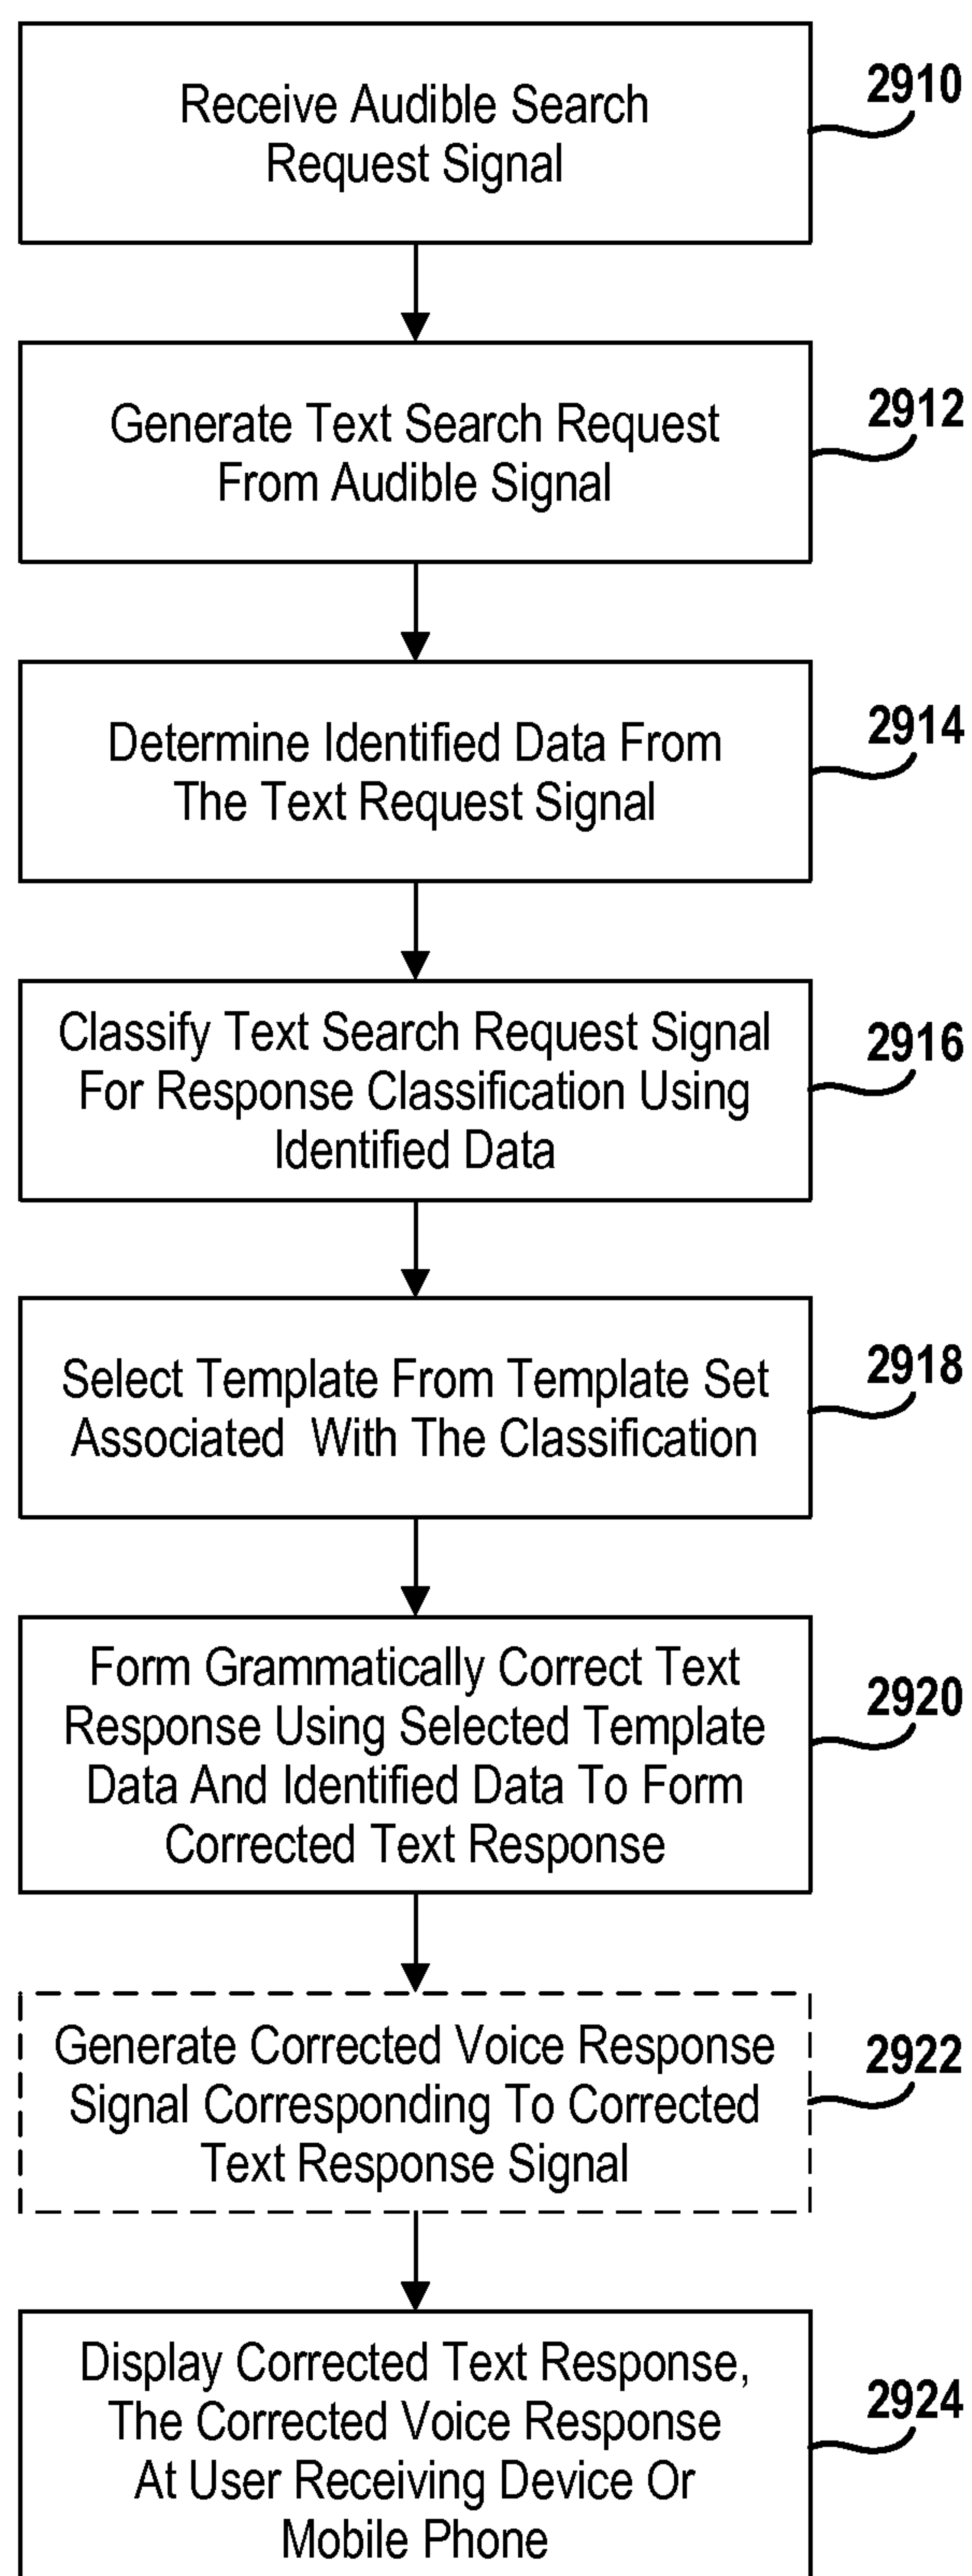 Receive Audible Search
Request Signal
2910
Generate Text Search Request
From Audible Signal
2912
Determine Identified Data From
The Text Request Signal
2914
Classify Text Search Request Signal
For Response Classification Using
Identified Data
2916
Select Template From Template Set
Associated With The Classification
2918
Form Grammatically Correct Text
Response Using Selected Template
Data And Identified Data To Form
Corrected Text Response
2920
Generate Corrected Voice Response
Signal Corresponding To Corrected
Text Response Signal
2922
Display Corrected Text Response,
The Corrected Voice Response
At User Receiving Device Or
Mobile Phone
2924